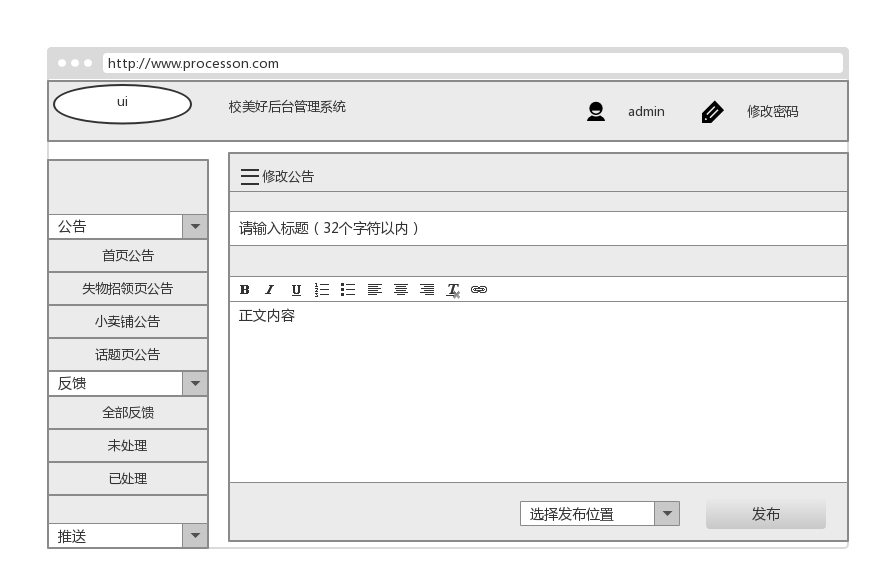 http://www.processon.com
ui
校美好后台管理系统
admin
修改密码
修改公告
公告
首页公告
失物招领页公告
小卖铺公告
话题页公告
反馈
全部反馈
未处理
已处理
推送
请输入标题（32个字符以内）
B I U T
正文内容
选择发布位置
发布